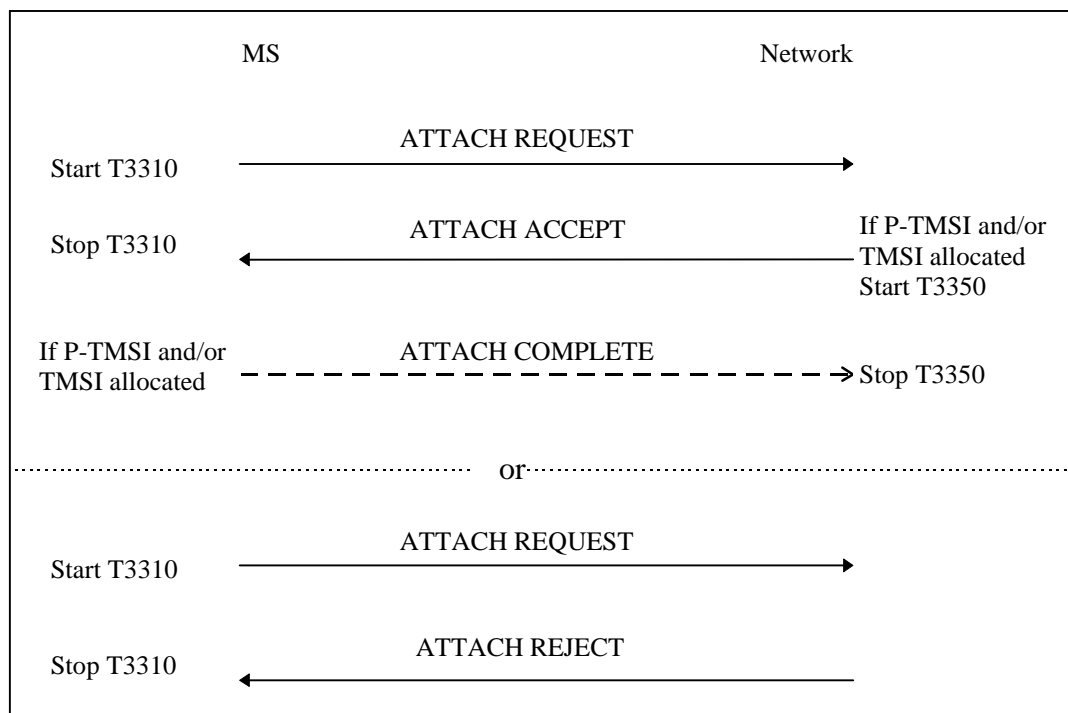 MS Network
ATTACH REQUEST
Start T3310
ATTACH ACCEPT
Stop T3310
If P-TMSI and/or
TMSI allocated
Start T3350
If P-TMSI and/or
TMSI allocated
ATTACH COMPLETE
Stop T3350
or
ATTACH REQUEST
Start T3310
ATTACH REJECT
Stop T3310